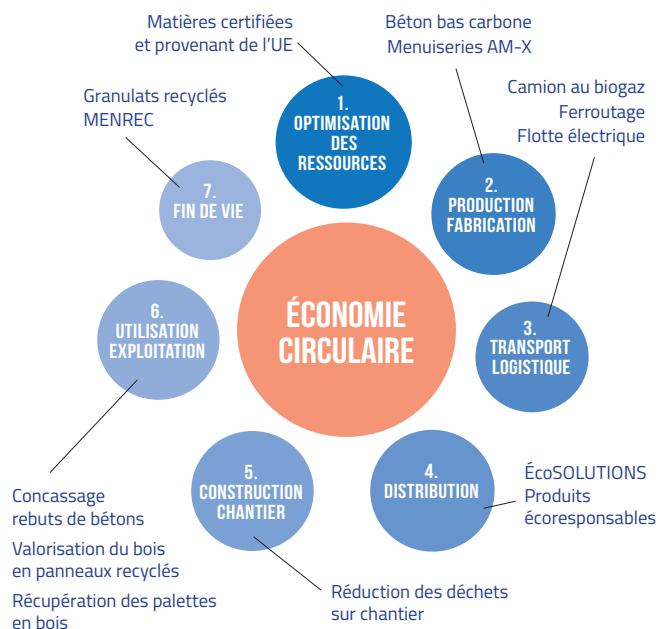 Matières certifiées
et provenant de l'UE
Béton bas carbone
Menuiseries AM-X
Camion au biogaz
Ferroutage
Flotte électrique
Granulats recyclés
MENREC
1.
OPTIMISATION
DES
RESSOURCES
2.
PRODUCTION
FABRICATION
3.
TRANSPORT
LOGISTIQUE
4.
DISTRIBUTION
5.
CONSTRUCTION
CHANTIER
6.
UTILISATION
EXPLOITATION
7.
FIN DE VIE
ÉCONOMIE
CIRCULAIRE
ÉcoSOLUTIONS
Produits
écoresponsables
Réduction des déchets
sur chantier
Concassage
rebuts de bétons
Valorisation du bois
en panneaux recyclés
Récupération des palettes
en bois